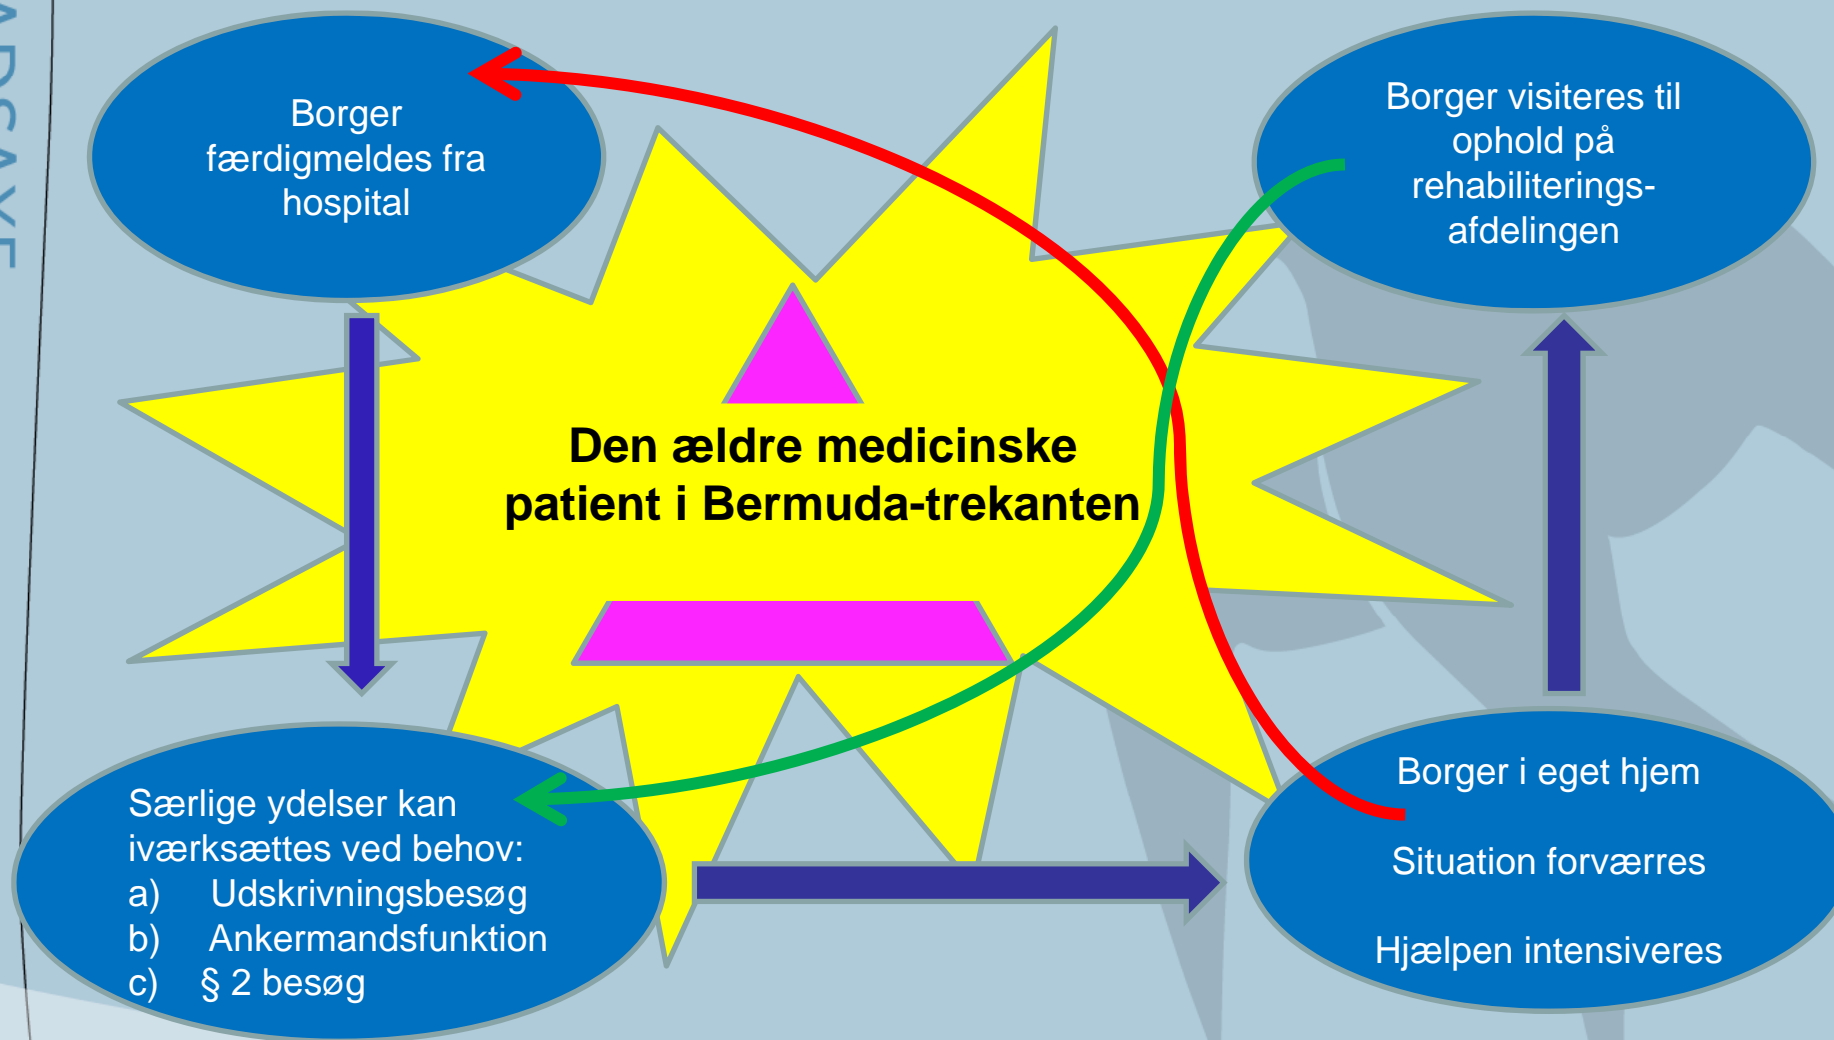 Borger
færdigmeldes fra
hospital
Borger visiteres til
ophold på
rehabiliterings-
afdelingen
Den ældre medicinske
patient i Bermuda-trekanten
Særlige ydelser kan
iværksættes ved behov:
a) Udskrivningsbesøg
b) Ankermandsfunktion
c) § 2 besøg
Borger i eget hjem
Situation forværres
Hjælpen intensiveres